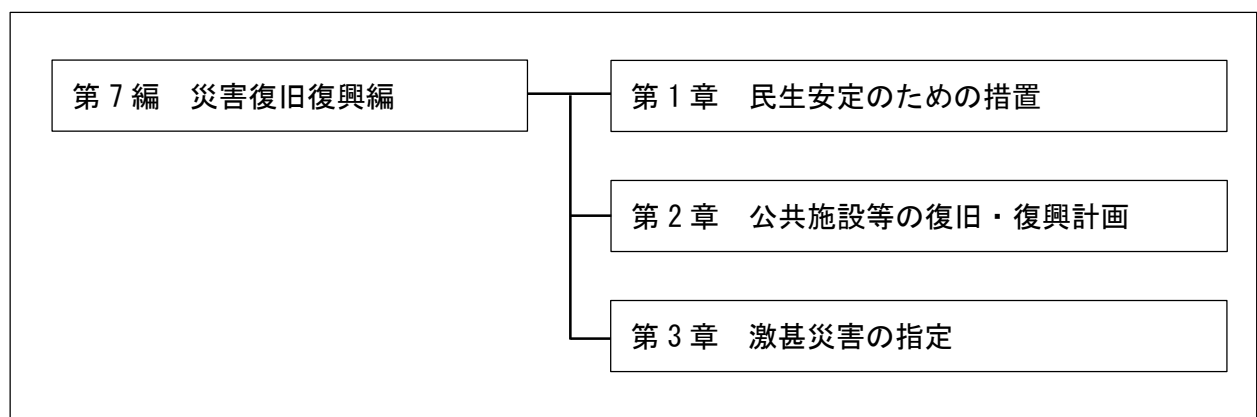 第７編　災害復旧復興編
第１章　民生安定のための措置
第２章　公共施設等の復旧・復興計画
第３章　激甚災害の指定